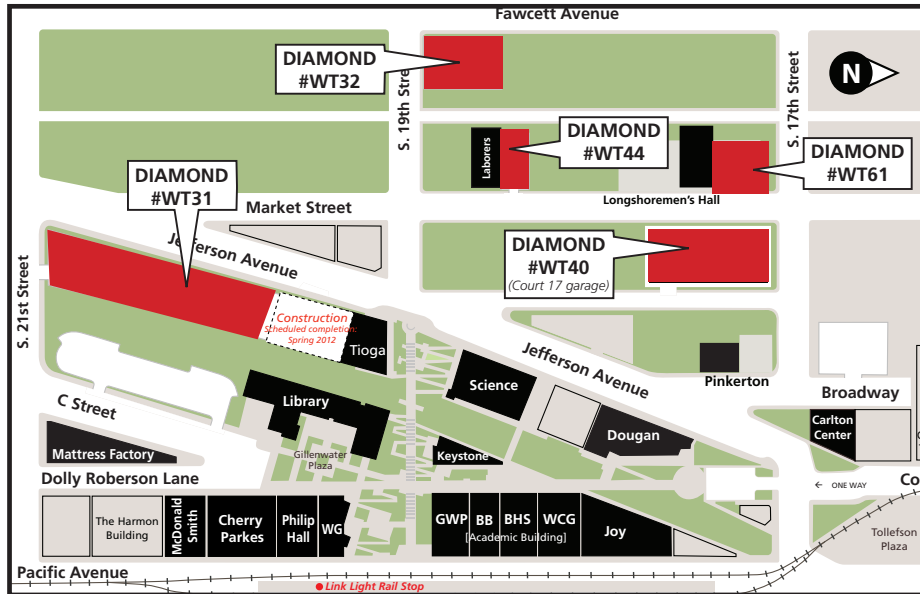 Fawcett Avenue
DIAMOND
#WT32
S. 19th Stre
S. 17th Street
N
DIAMOND
#WT44
Laborers
DIAMOND
#WT61
Longshoremen's Hall
DIAMOND
#WT31
Market Street
Jefferson Avenue
DIAMOND
#WT40
(Court 17 garage)
S. 21st Street
Construction
Scheduled completion:
Spring 2012
Tioga
Jefferson Avenue
Pinkerton
Broadway
Science
C Street
Library
Dougan
Carlton
Center
Mattress Factory
Gillenwater
Plaza
Keystone
Dolly Roberson Lane
← ONE WAY
Co
The Harmon
Building
McDonald
Smith
Cherry
Parkes
Philip
Hall
WG
GWP
BB
BHS
WCG
[Academic Building]
Joy
Tollefson
Plaza
Pacific Avenue
Link Light Rail Stop